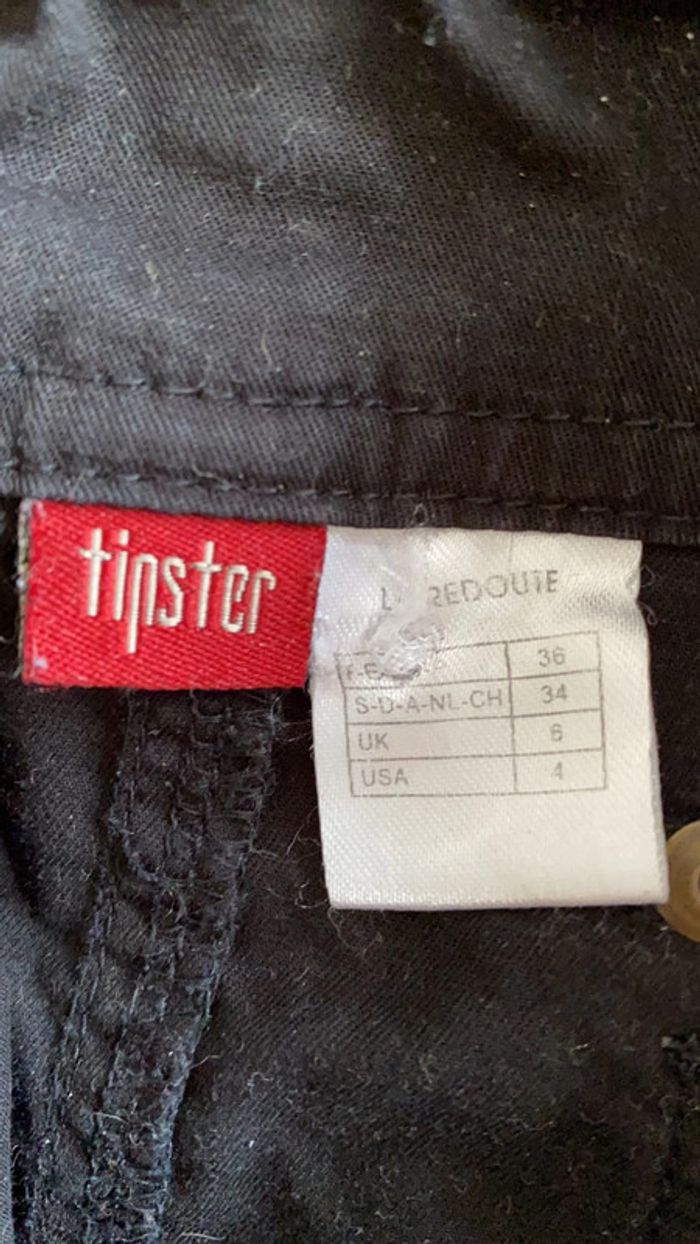 tipster
REDOUTE
36
S-D-A-NL-CH 34
UK 6
USA 4